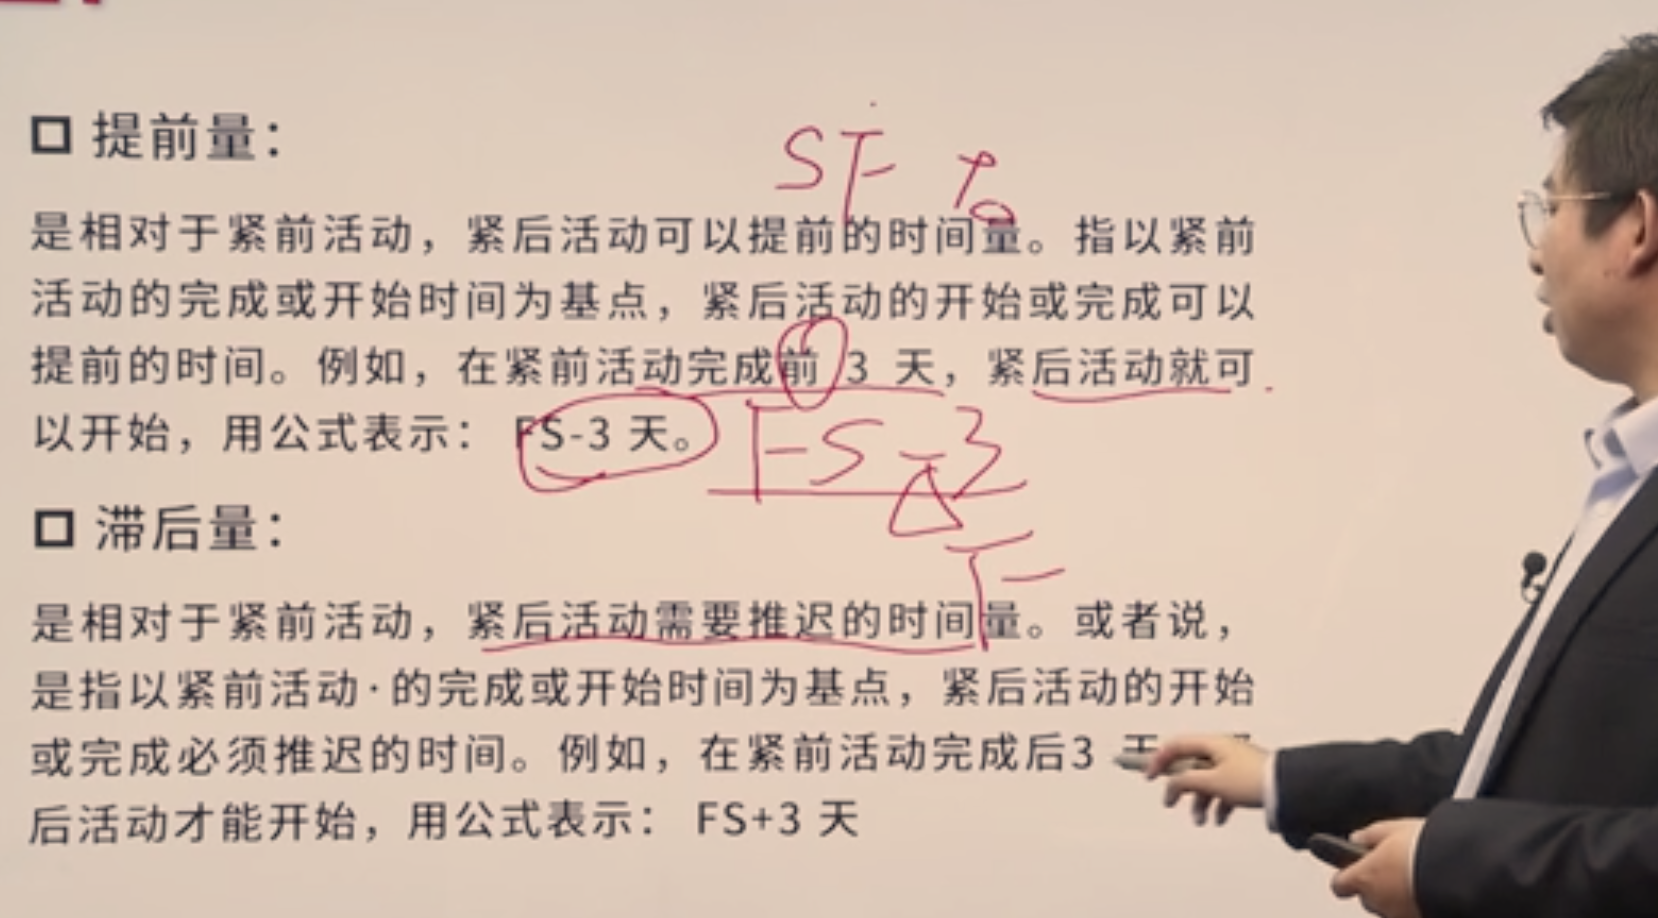 提前量：
是相对于紧前活动，紧后活动可以提前的时间量。指以紧前
活动的完成或开始时间为基点，紧后活动的开始或完成可以
提前的时间。例如，在紧前活动完成前 3 天，紧后活动就可
以开始，用公式表示： FS-3 天。
SF
FS-3
滞后量：
是相对于紧前活动，紧后活动需要推迟的时间量。或者说，
是指以紧前活动·的完成或开始时间为基点，紧后活动的开始
或完成必须推迟的时间。例如，在紧前活动完成后3
后活动才能开始，用公式表示： FS+3 天